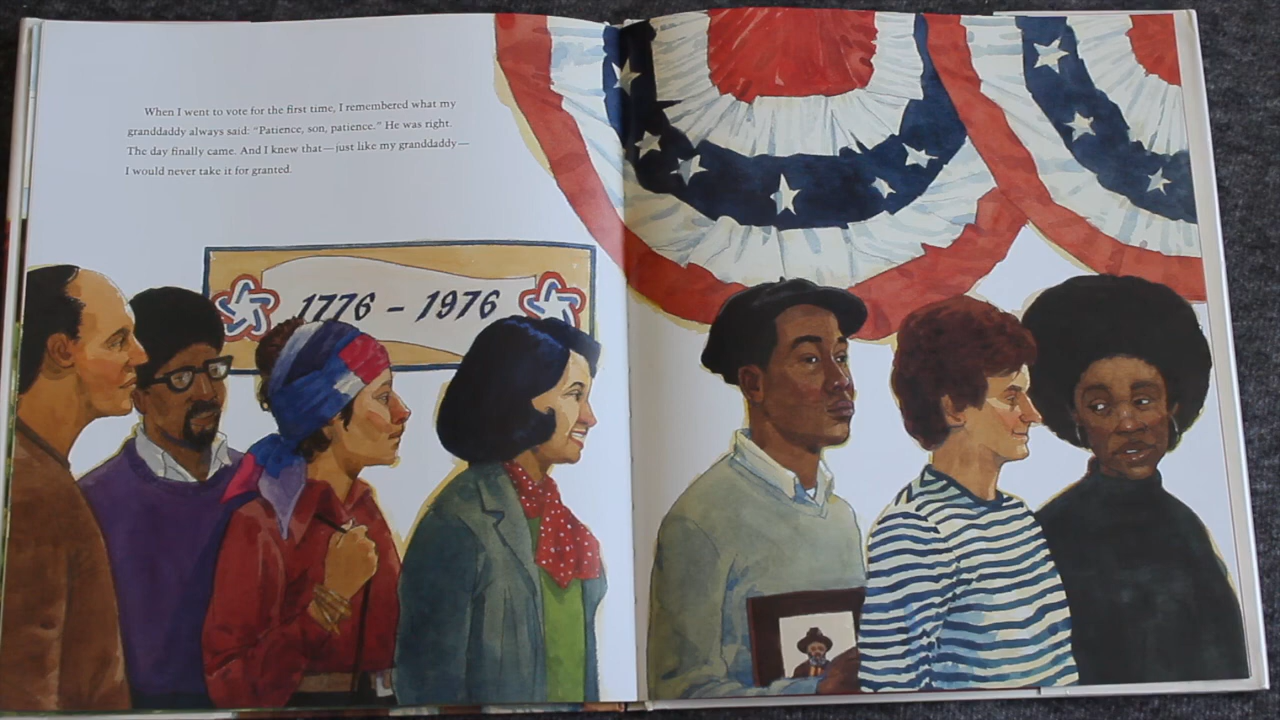 When I went to vote for the first time, I remembered what my
granddaddy always said: “Patience, son, patience.” He was right.
The day finally came. And I knew that—just like my granddaddy—
I would never take it for granted.
1776 – 1976